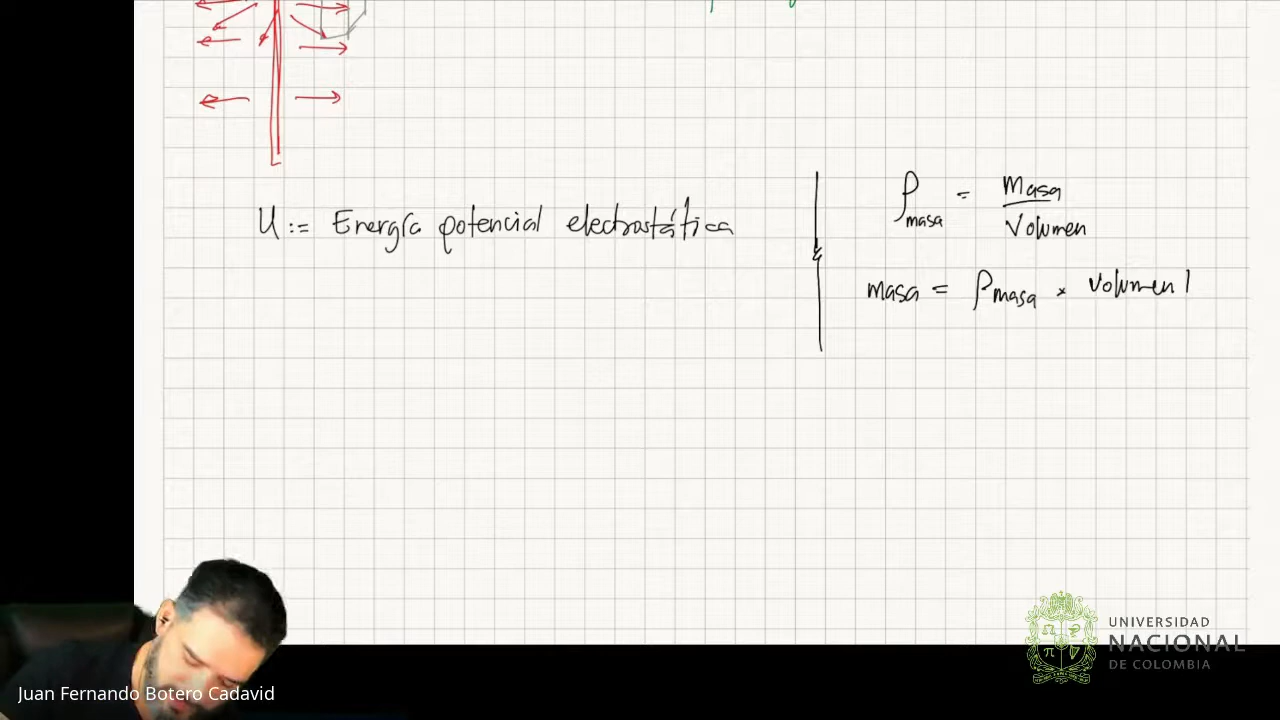 U := Energía potencial electrostática
ρmasa = masa / Volumen
masa = ρmasa * Volumen
Juan Fernando Botero Cadavid
UNIVERSIDAD
NACIONAL
DE COLOMBIA